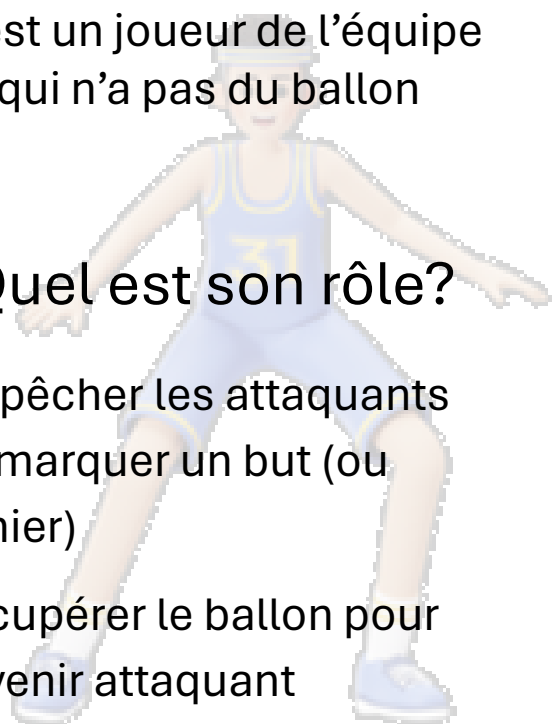 est un joueur de l’équipe
qui n’a pas du ballon
31
Quel est son rôle?
pêcher les attaquants
marquer un but (ou
nier)
cupérer le ballon pour
venir attaquant